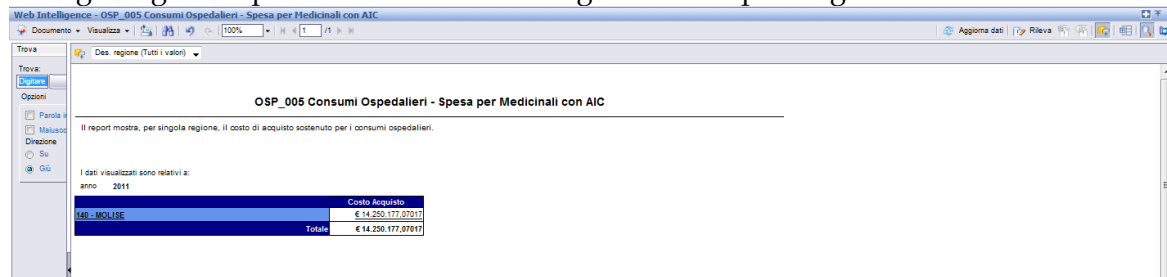 Web Intelligence - OSP_005 Consumi Ospedalieri - Spesa per Medicinali con AIC
Documento Visualizza 100% 1 /1 Aggiorna dati Rileva
Trova
Des. regione (Tutti i valori)
Trova:
Digitare
Opzioni
OSP_005 Consumi Ospedalieri - Spesa per Medicinali con AIC
Parola
Il report mostra, per singola regione, il costo di acquisto sostenuto per i consumi ospedalieri.
Maiusco
Direzione
Su
Giù
I dati visualizzati sono relativi a:
anno 2011
Costo Acquisto
140 - MOLISE € 14.250.177,07017
Totale € 14.250.177,07017